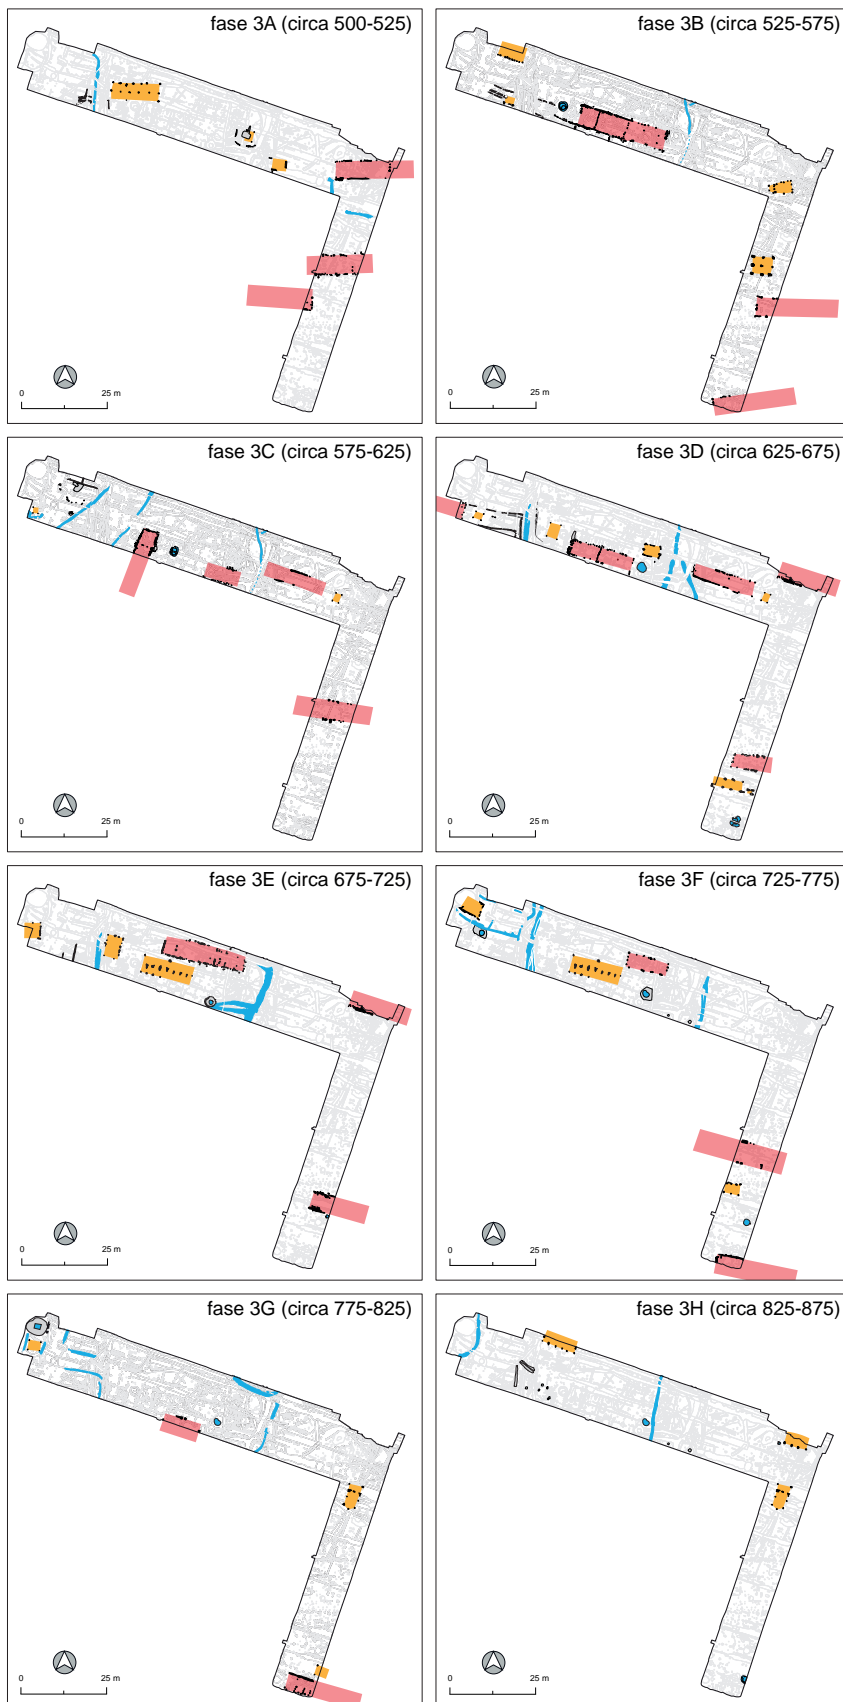 fase 3A (circa 500-525)
0 25 m
fase 3B (circa 525-575)
0 25 m
fase 3C (circa 575-625)
0 25 m
fase 3D (circa 625-675)
0 25 m
fase 3E (circa 675-725)
0 25 m
fase 3F (circa 725-775)
0 25 m
fase 3G (circa 775-825)
0 25 m
fase 3H (circa 825-875)
0 25 m